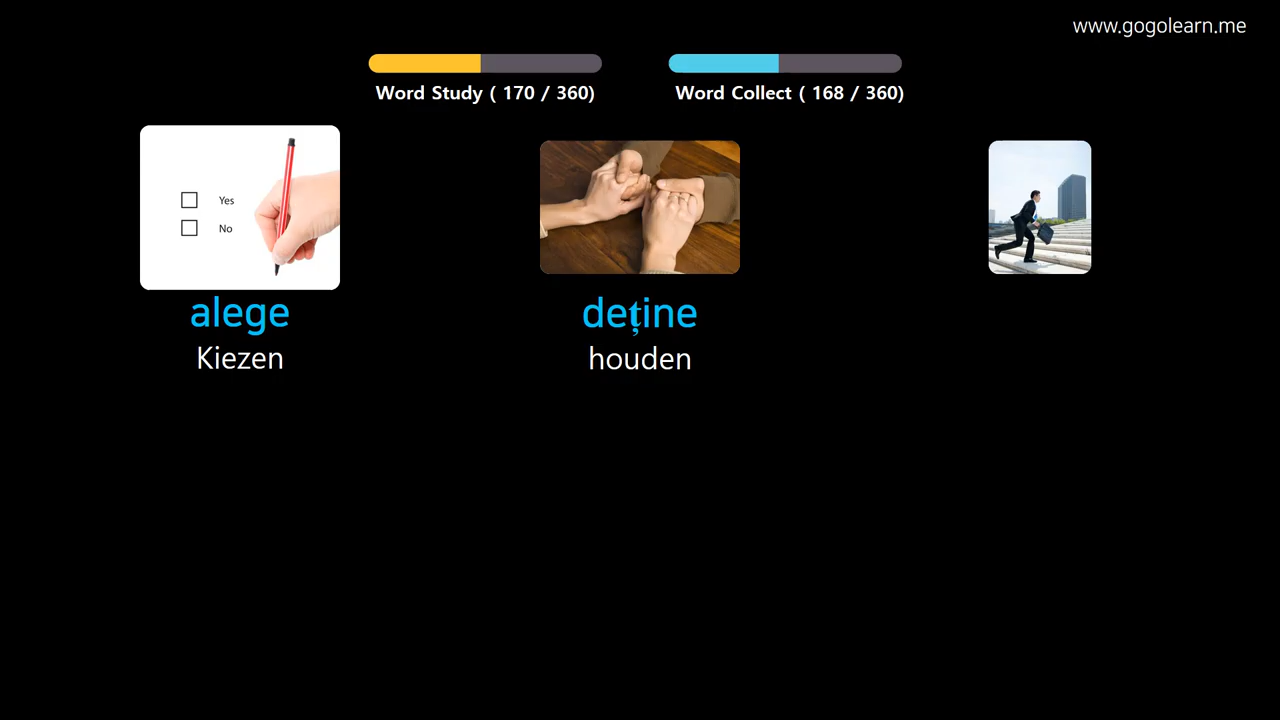 www.gogolearn.me
Word Study ( 170 / 360)
Word Collect ( 168 / 360)
Yes
No
alege
Kiezen
deține
houden